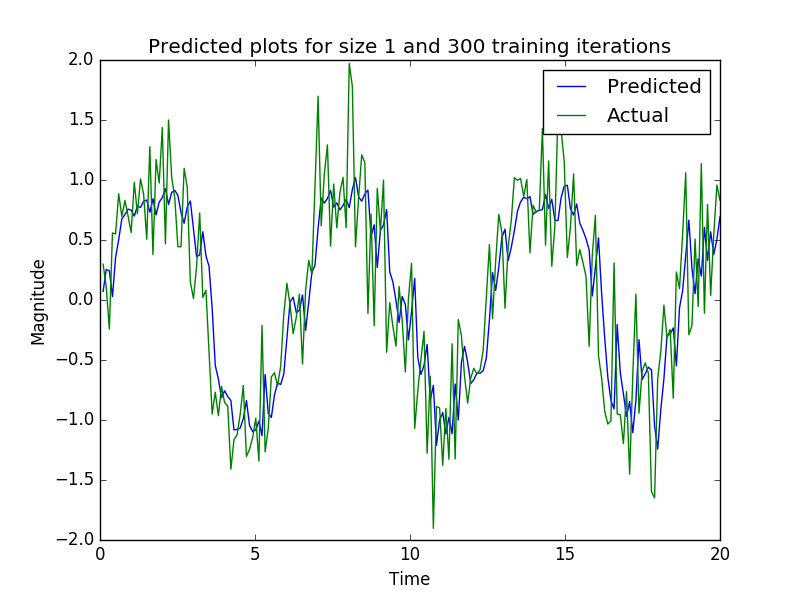 Predicted plots for size 1 and 300 training iterations
Predicted
Actual
2.0
1.5
1.0
0.5
0.0
−0.5
−1.0
−1.5
−2.0
Magnitude
0 5 10 15 20
Time